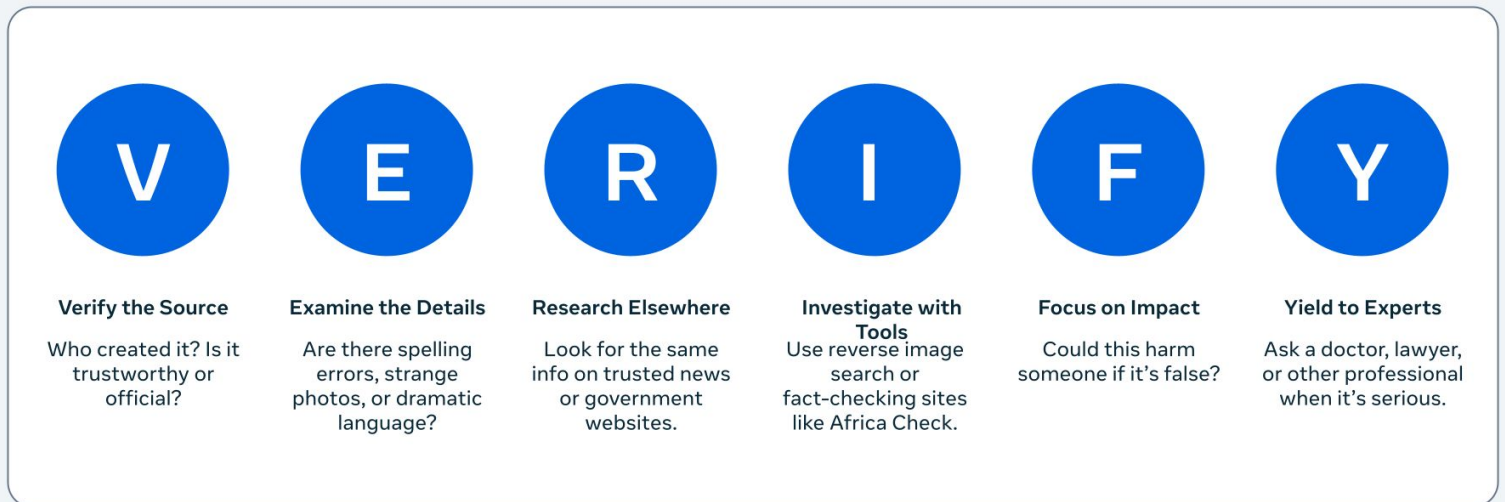 V
E
R
I
F
Y
Verify the Source
Who created it? Is it
trustworthy or
official?
Examine the Details
Are there spelling
errors, strange
photos, or dramatic
language?
Research Elsewhere
Look for the same
info on trusted news
or government
websites.
Investigate with
Tools
Use reverse image
search or
fact-checking sites
like Africa Check.
Focus on Impact
Could this harm
someone if it’s false?
Yield to Experts
Ask a doctor, lawyer,
or other professional
when it’s serious.